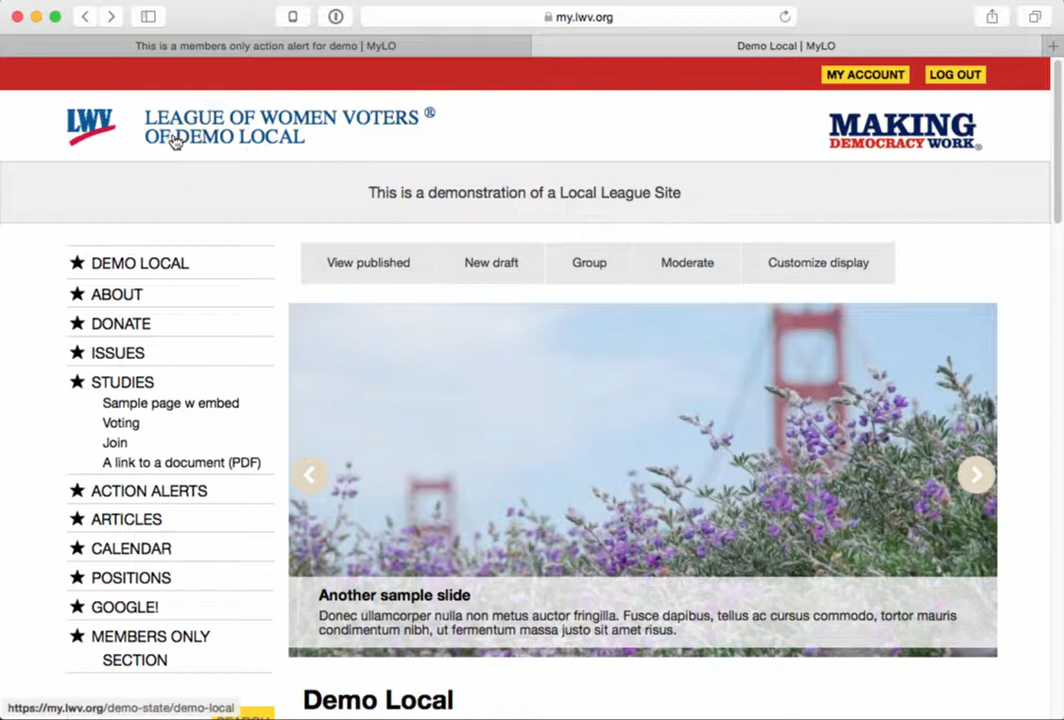 my.lwv.org
This is a members only action alert for demo | MyLO
Demo Local | MyLO
MY ACCOUNT
LOG OUT
LWV
LEAGUE OF WOMEN VOTERS ®
OF DEMO LOCAL
MAKING
DEMOCRACY WORK®
This is a demonstration of a Local League Site
DEMO LOCAL
ABOUT
DONATE
ISSUES
STUDIES
Sample page w embed
Voting
Join
A link to a document (PDF)
ACTION ALERTS
ARTICLES
CALENDAR
POSITIONS
GOOGLE!
MEMBERS ONLY
SECTION
View published
New draft
Group
Moderate
Customize display
Another sample slide
Donec ullamcorper nulla non metus auctor fringilla. Fusce dapibus, tellus ac cursus commodo, tortor mauris
condimentum nibh, ut fermentum massa justo sit amet risus.
Demo Local
https://my.lwv.org/demo-state/demo-local
SEARCH